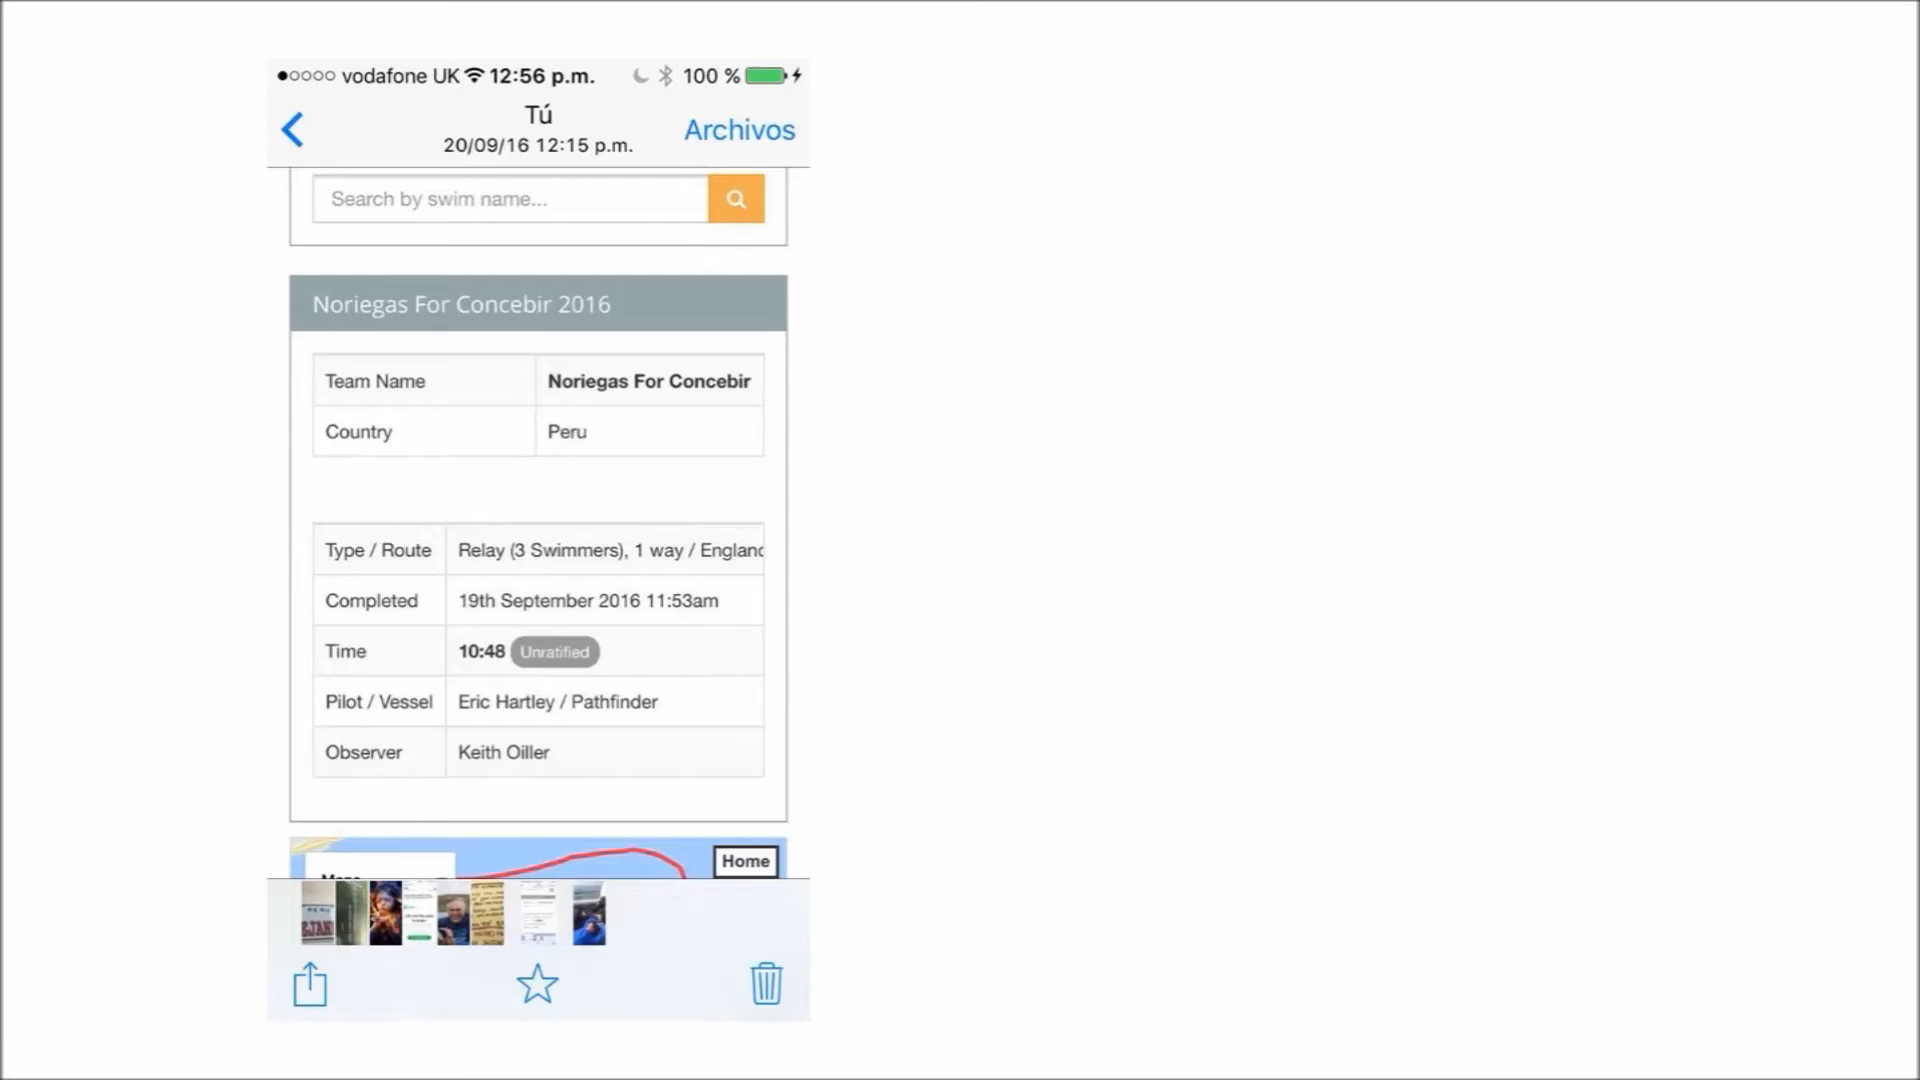 vodafone UK 12:56 p.m. 100 %
Tú
20/09/16 12:15 p.m.
Archivos
Search by swim name...
Noriegas For Concebir 2016
Team Name Noriegas For Concebir
Country Peru
Type / Route Relay (3 Swimmers), 1 way / England
Completed 19th September 2016 11:53am
Time 10:48 Unratified
Pilot / Vessel Eric Hartley / Pathfinder
Observer Keith Oiller
Home